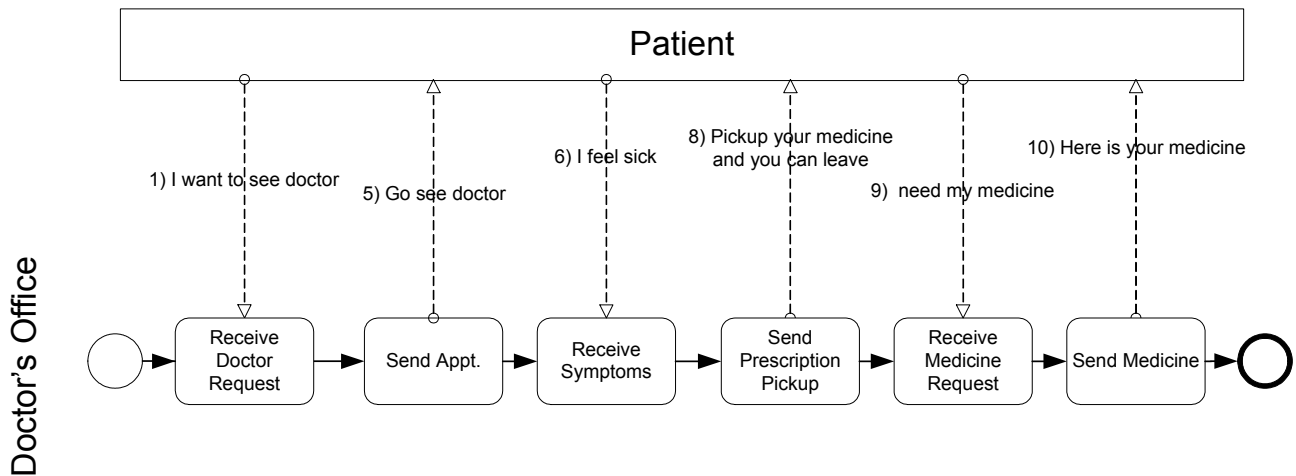 Patient
1) I want to see doctor
5) Go see doctor
6) I feel sick
8) Pickup your medicine
and you can leave
9)  need my medicine
10) Here is your medicine
Doctor's Office
Receive
Doctor
Request
Send Appt.
Receive
Symptoms
Send
Prescription
Pickup
Receive
Medicine
Request
Send Medicine